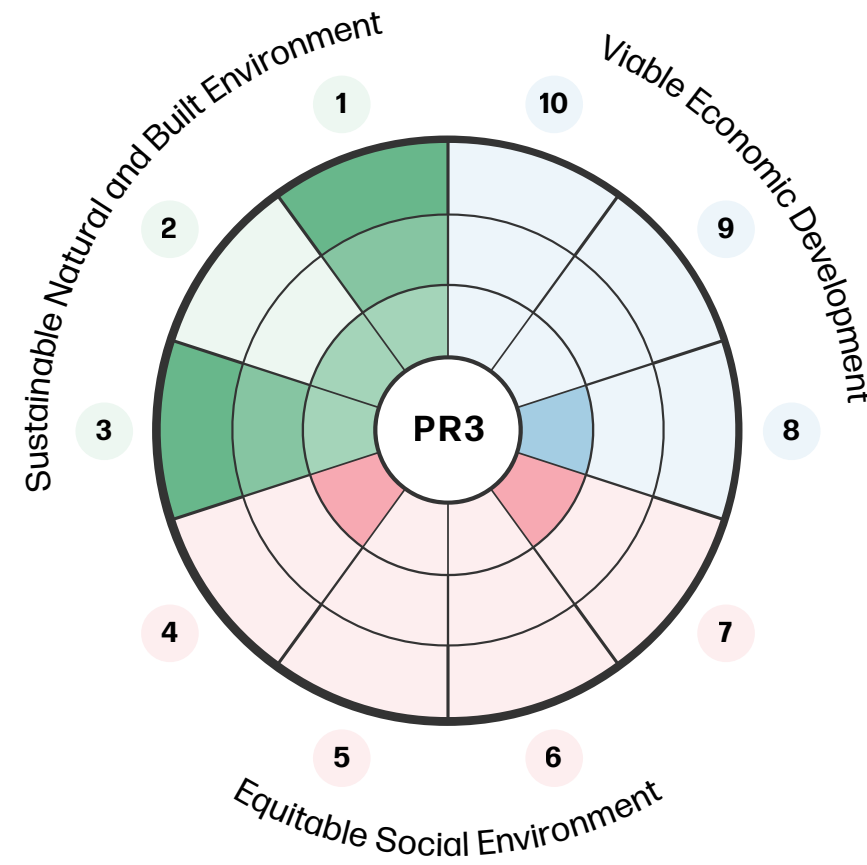 Sustainable Natural and Built Environment
Viable Economic Development
1
10
2
9
3
PR3
8
4
7
5
6
Equitable Social Environment